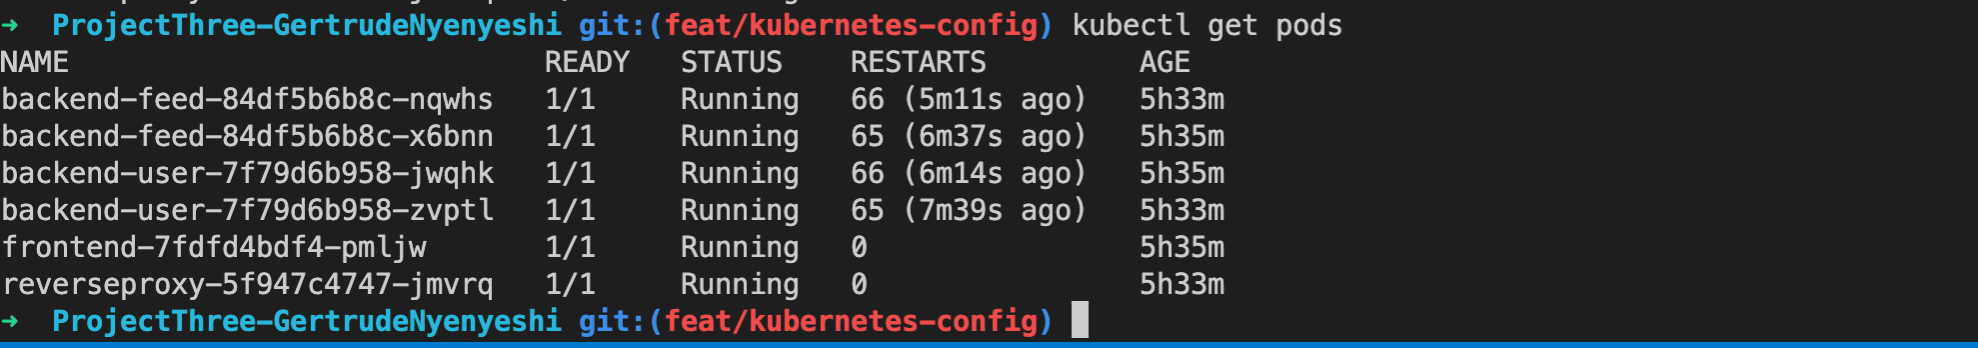 → ProjectThree-GertrudeNyenyeshi git:(feat/kubernetes-config) kubectl get pods
NAME READY STATUS RESTARTS AGE
backend-feed-84df5b6b8c-nqwhs 1/1 Running 66 (5m11s ago) 5h33m
backend-feed-84df5b6b8c-x6bnn 1/1 Running 65 (6m37s ago) 5h35m
backend-user-7f79d6b958-jwqhk 1/1 Running 66 (6m14s ago) 5h35m
backend-user-7f79d6b958-zvptl 1/1 Running 65 (7m39s ago) 5h33m
frontend-7fdfd4bdf4-pmljw 1/1 Running 0 5h35m
reverseproxy-5f947c4747-jmvrq 1/1 Running 0 5h33m
→ ProjectThree-GertrudeNyenyeshi git:(feat/kubernetes-config)